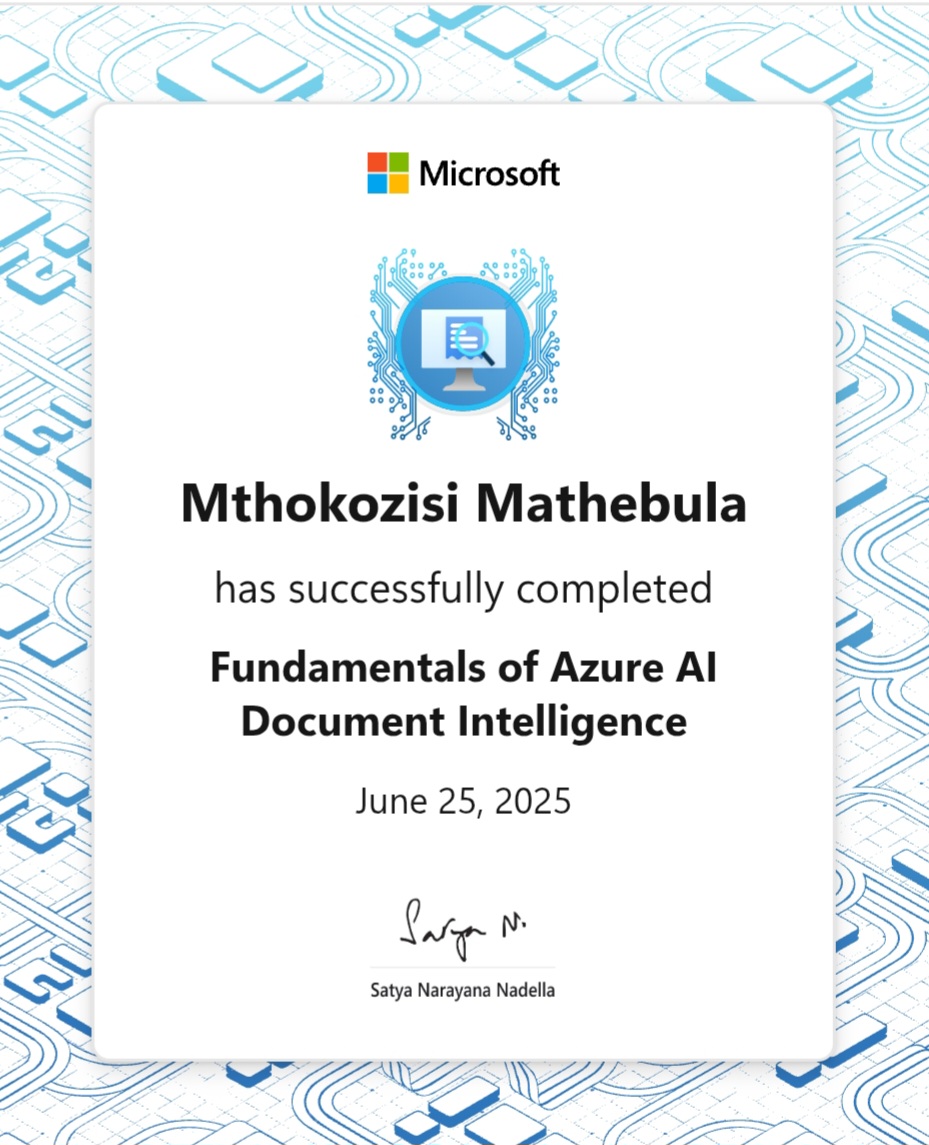 Microsoft
Mthokozisi Mathebula
has successfully completed
Fundamentals of Azure AI
Document Intelligence
June 25, 2025
Satya N.
Satya Narayana Nadella